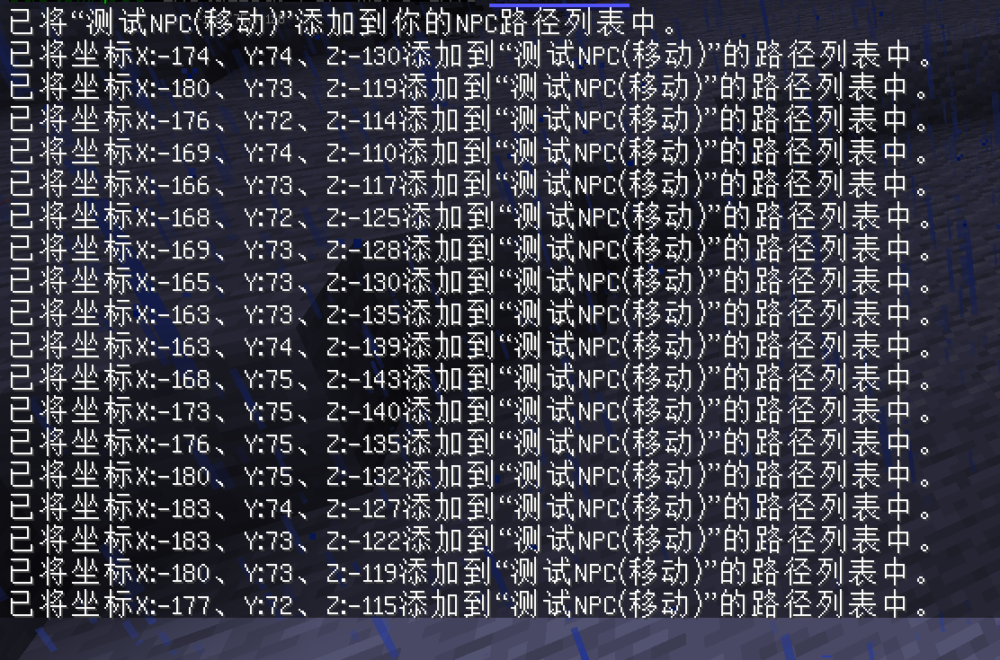 已将“测试NPC(移动)”添加到你的NPC路径列表中。
已将坐标X:-174、Y:74、Z:-130添加到“测试NPC(移动)”的路径列表中。
已将坐标X:-180、Y:73、Z:-119添加到“测试NPC(移动)”的路径列表中。
已将坐标X:-176、Y:72、Z:-114添加到“测试NPC(移动)”的路径列表中。
已将坐标X:-169、Y:74、Z:-110添加到“测试NPC(移动)”的路径列表中。
已将坐标X:-166、Y:73、Z:-117添加到“测试NPC(移动)”的路径列表中。
已将坐标X:-168、Y:72、Z:-125添加到“测试NPC(移动)”的路径列表中。
已将坐标X:-169、Y:73、Z:-128添加到“测试NPC(移动)”的路径列表中。
已将坐标X:-165、Y:73、Z:-130添加到“测试NPC(移动)”的路径列表中。
已将坐标X:-163、Y:73、Z:-135添加到“测试NPC(移动)”的路径列表中。
已将坐标X:-163、Y:74、Z:-139添加到“测试NPC(移动)”的路径列表中。
已将坐标X:-168、Y:75、Z:-143添加到“测试NPC(移动)”的路径列表中。
已将坐标X:-173、Y:75、Z:-140添加到“测试NPC(移动)”的路径列表中。
已将坐标X:-176、Y:75、Z:-135添加到“测试NPC(移动)”的路径列表中。
已将坐标X:-180、Y:75、Z:-132添加到“测试NPC(移动)”的路径列表中。
已将坐标X:-183、Y:74、Z:-127添加到“测试NPC(移动)”的路径列表中。
已将坐标X:-183、Y:73、Z:-122添加到“测试NPC(移动)”的路径列表中。
已将坐标X:-180、Y:73、Z:-119添加到“测试NPC(移动)”的路径列表中。
已将坐标X:-177、Y:72、Z:-115添加到“测试NPC(移动)”的路径列表中。